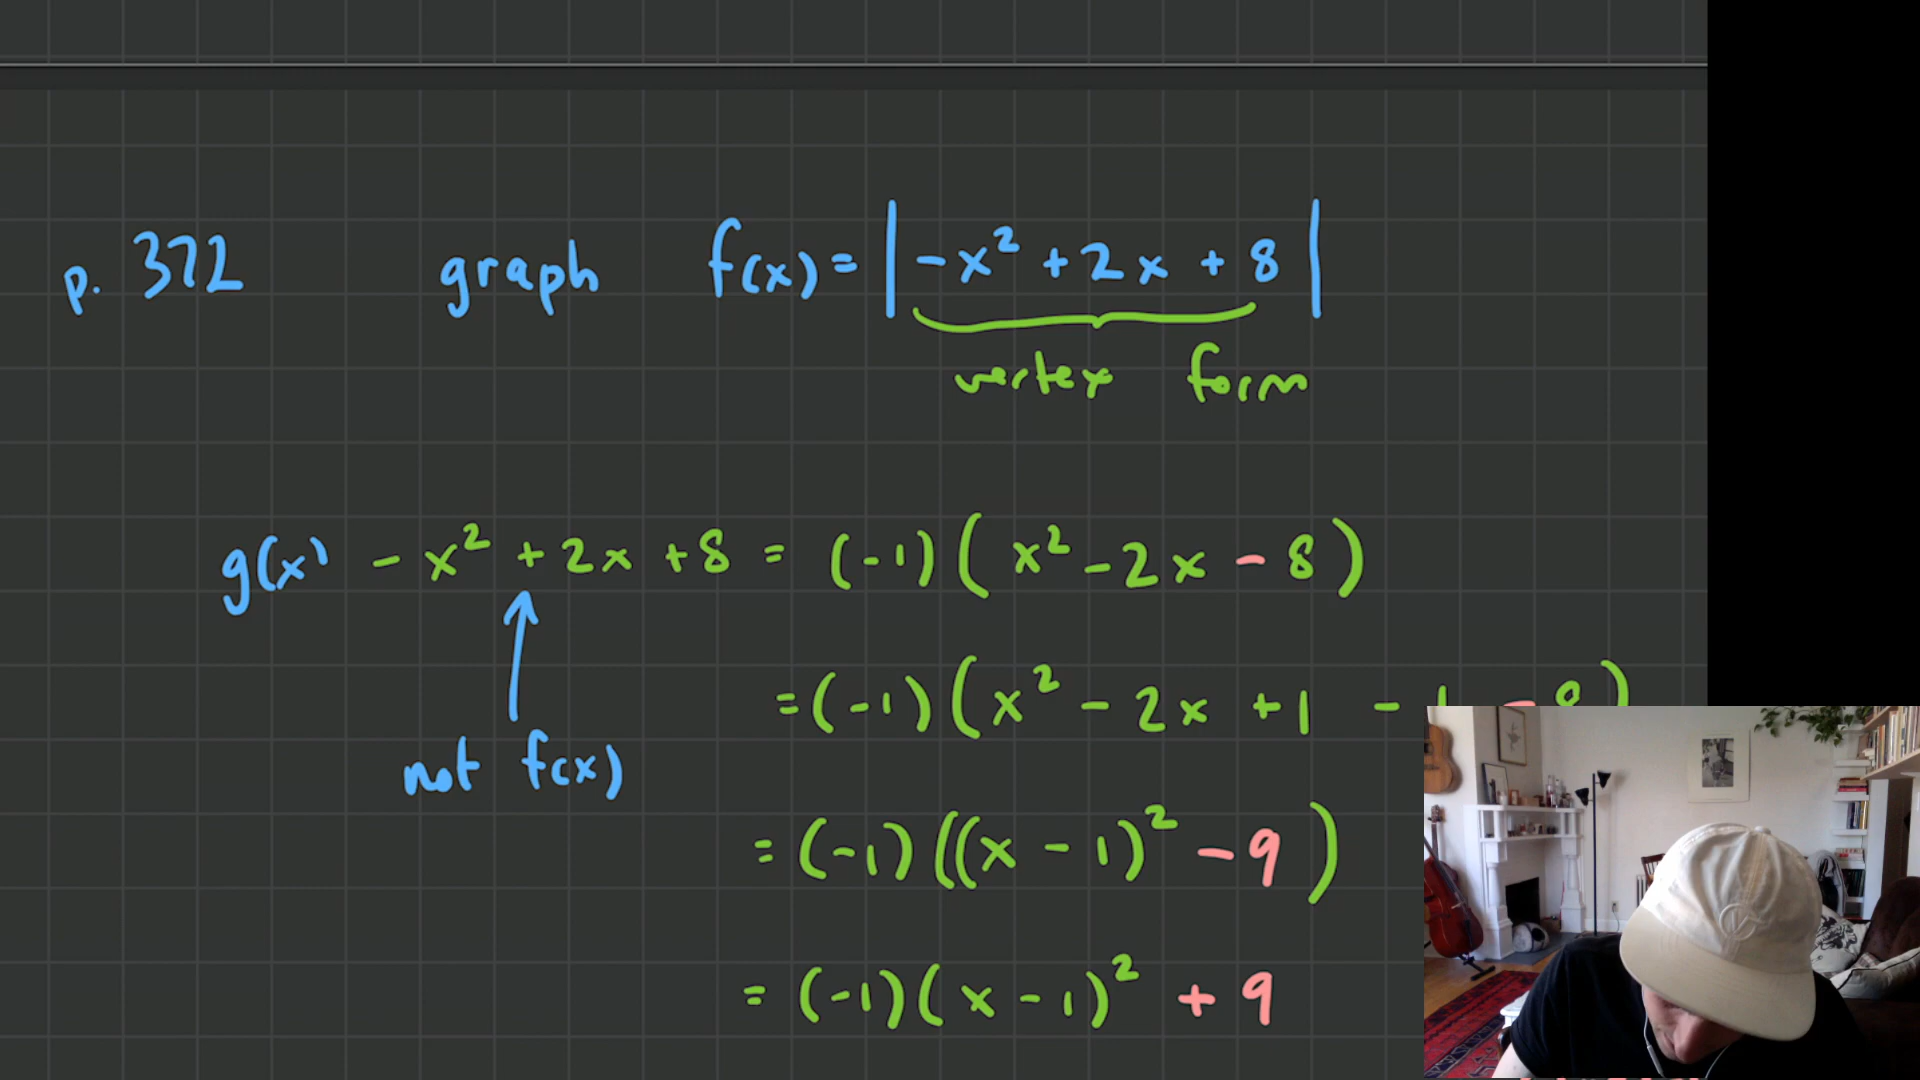 p. 372 graph f(x) = | -x² + 2x + 8 |
vertex form
g(x) - x² + 2x + 8 = (-1) ( x² - 2x - 8 )
= (-1) ( x² - 2x + 1 - 1 - 8 )
not f(x)
= (-1) ((x - 1)² - 9 )
= (-1) ( x - 1)² + 9